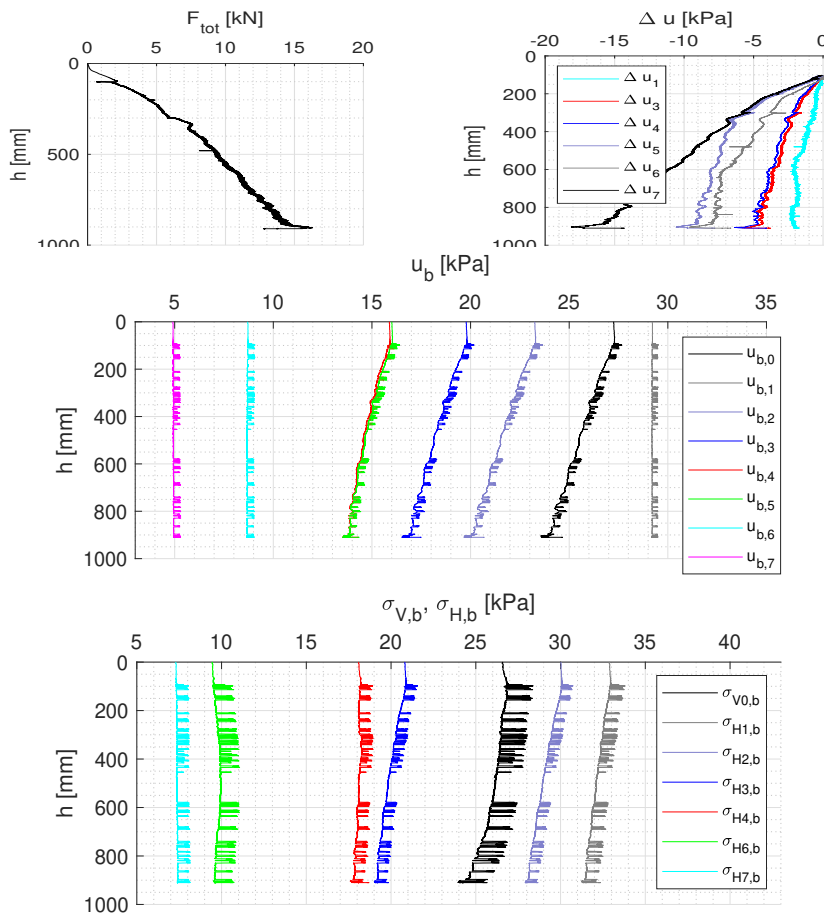 F_tot [kN]
0 5 10 15 20
0
500
1000
h [mm]
Δ u [kPa]
-20 -15 -10 -5 0
0
200
400
600
800
1000
h [mm]
Δ u_1
Δ u_3
Δ u_4
Δ u_5
Δ u_6
Δ u_7
u_b [kPa]
5 10 15 20 25 30 35
0
200
400
600
800
1000
h [mm]
u_b,0
u_b,1
u_b,2
u_b,3
u_b,4
u_b,5
u_b,6
u_b,7
σ_V,b, σ_H,b [kPa]
5 10 15 20 25 30 35 40
0
200
400
600
800
1000
h [mm]
σ_V0,b
σ_H1,b
σ_H2,b
σ_H3,b
σ_H4,b
σ_H6,b
σ_H7,b